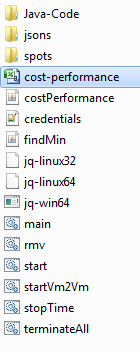 Java-Code
jsons
spots
cost-performance
costPerformance
credentials
findMin
jq-linux32
jq-linux64
jq-win64
main
rmv
start
startVm2Vm
stopTime
terminateAll